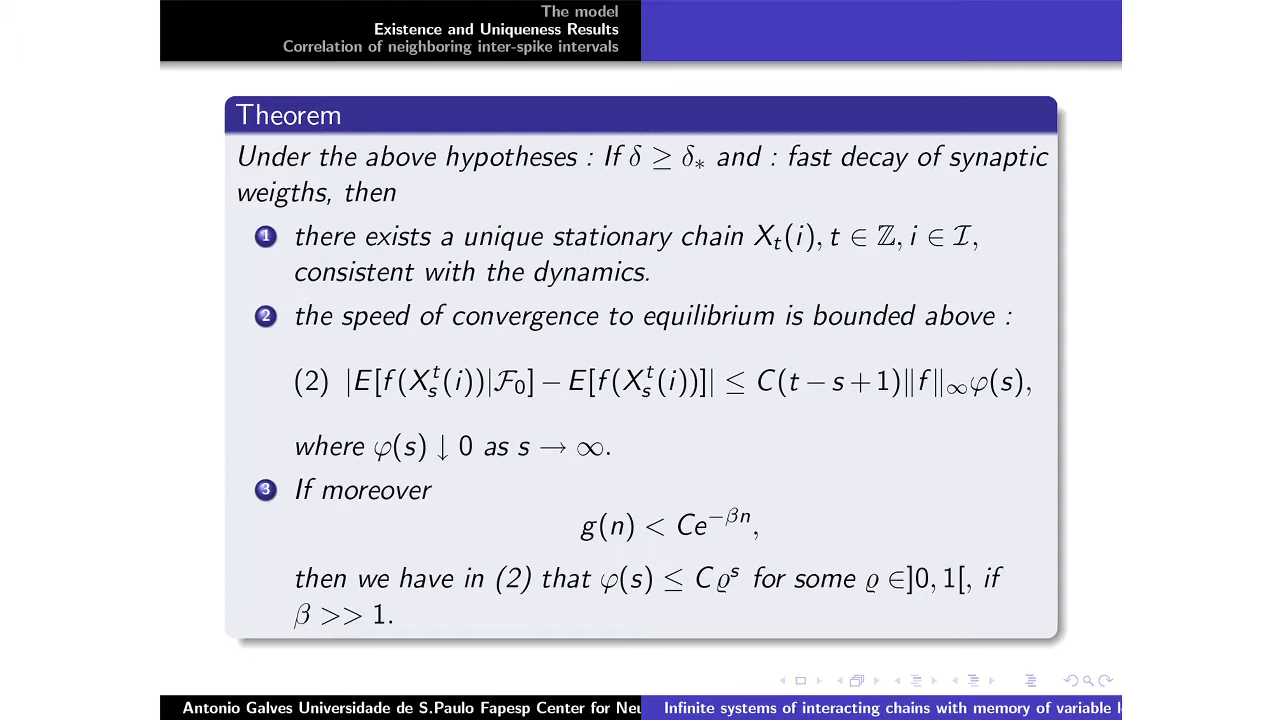 The model
Existence and Uniqueness Results
Correlation of neighboring inter-spike intervals
Theorem
Under the above hypotheses : If δ ≥ δ∗ and : fast decay of synaptic
weigths, then
1 there exists a unique stationary chain X_t(i), t ∈ ℤ, i ∈ 𝓘,
consistent with the dynamics.
2 the speed of convergence to equilibrium is bounded above :
(2) |E[f(X_s^t(i))|𝓕_0] − E[f(X_s^t(i))]| ≤ C(t − s + 1)‖f‖_∞φ(s),
where φ(s) ↓ 0 as s → ∞.
3 If moreover
g(n) < Ce^{−βn},
then we have in (2) that φ(s) ≤ Cϱ^s for some ϱ ∈]0, 1[, if
β >> 1.
Antonio Galves Universidade de S.Paulo Fapesp Center for Neu
Infinite systems of interacting chains with memory of variable l